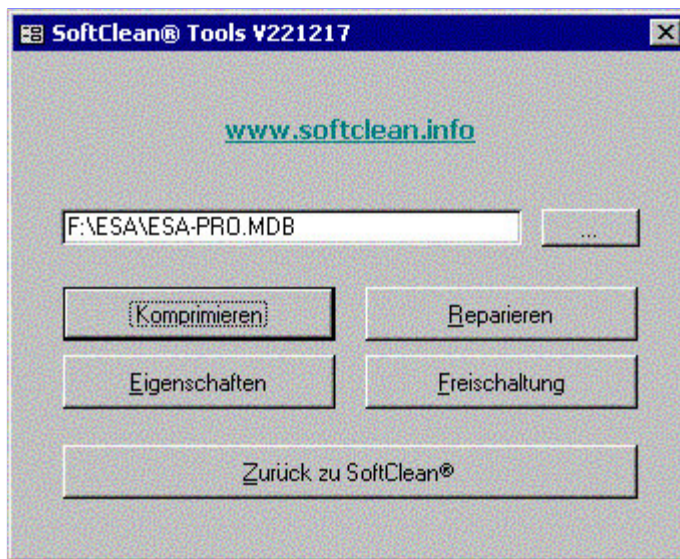 SoftClean® Tools V221217
www.softclean.info
F:\ESA\ESA-PRO.MDB
...
Komprimieren Reparieren
Eigenschaften Freischaltung
Zurück zu SoftClean®